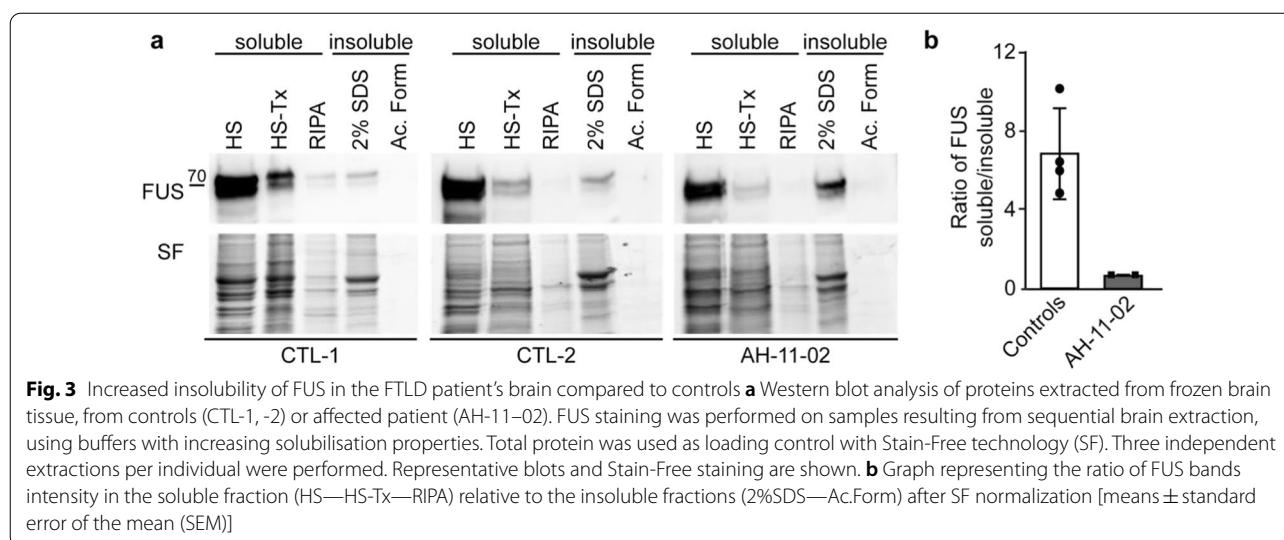 a
b
soluble insoluble soluble insoluble soluble insoluble
HS HS-Tx RIPA 2% SDS Ac. Form HS HS-Tx RIPA 2% SDS Ac. Form HS HS-Tx RIPA 2% SDS Ac. Form
FUS 70
SF
CTL-1 CTL-2 AH-11-02
Ratio of FUS
soluble/insoluble
12
8
4
0
Controls AH-11-02
Fig. 3 Increased insolubility of FUS in the FTLD patient’s brain compared to controls a Western blot analysis of proteins extracted from frozen brain
tissue, from controls (CTL-1, -2) or affected patient (AH-11–02). FUS staining was performed on samples resulting from sequential brain extraction,
using buffers with increasing solubilisation properties. Total protein was used as loading control with Stain-Free technology (SF). Three independent
extractions per individual were performed. Representative blots and Stain-Free staining are shown. b Graph representing the ratio of FUS bands
intensity in the soluble fraction (HS—HS-Tx—RIPA) relative to the insoluble fractions (2%SDS—Ac.Form) after SF normalization [means ± standard
error of the mean (SEM)]